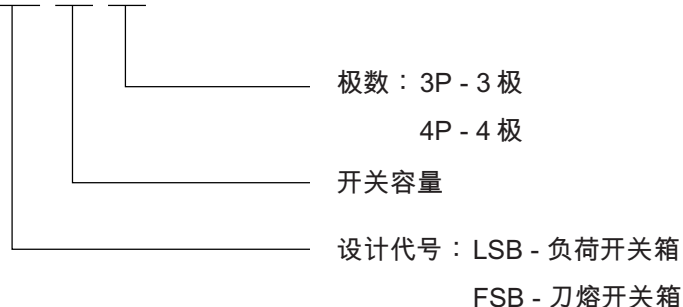 极数：3P - 3 极
4P - 4 极
开关容量
设计代号：LSB - 负荷开关箱
FSB - 刀熔开关箱